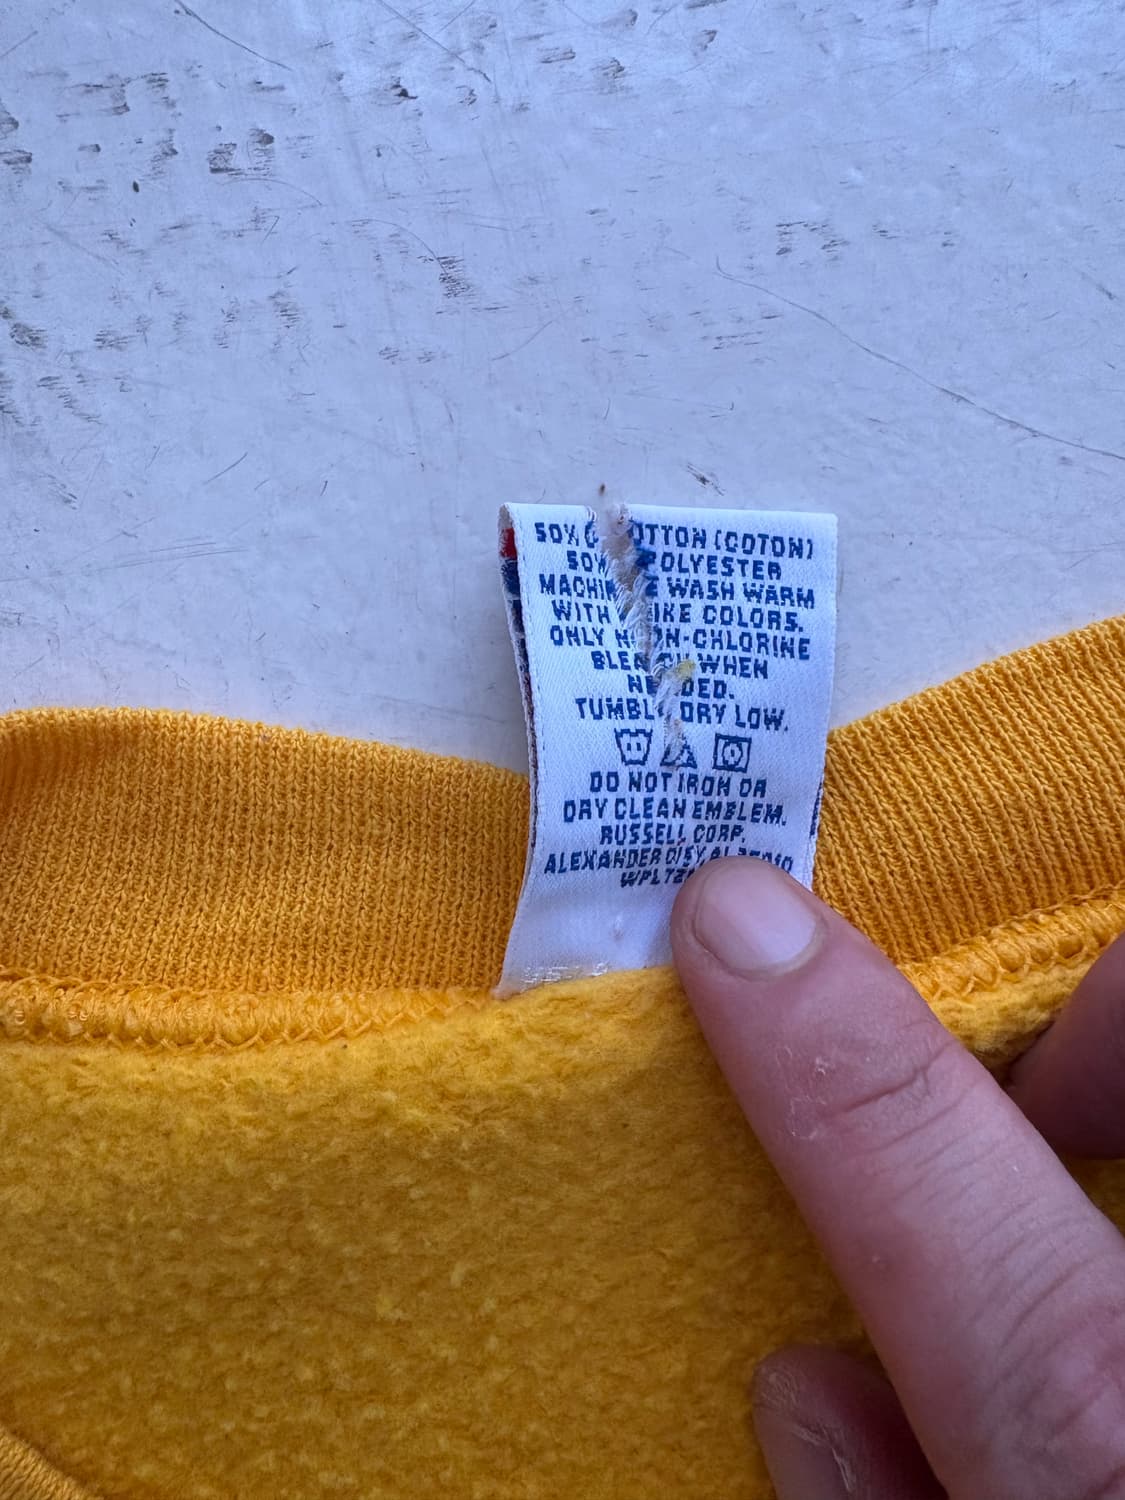 50% COTTON (COTON)
50% POLYESTER
MACHINE WASH WARM
WITH LIKE COLORS.
ONLY NON-CHLORINE
BLEACH WHEN
NEEDED.
TUMBLE DRY LOW.
DO NOT IRON OR
DRY CLEAN EMBLEM.
RUSSELL CORP.
ALEXANDER CITY, AL 35010